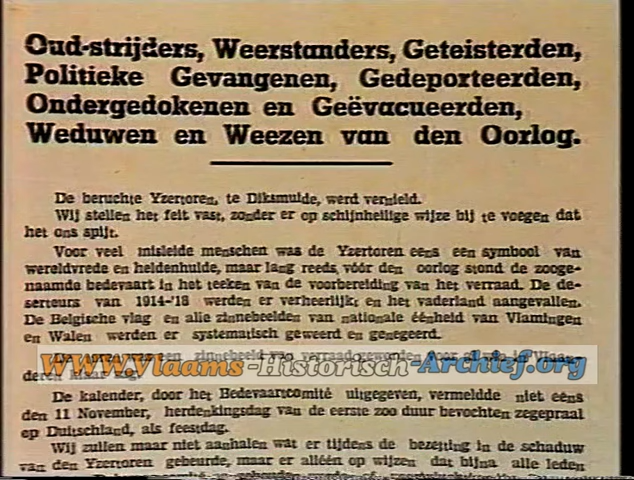 Oud-strijders, Weerstanders, Geteisterden,
Politieke Gevangenen, Gedeporteerden,
Ondergedokenen en Geëvacueerden,
Weduwen en Weezen van den Oorlog.
De beruchte Yzertoren, te Diksmuide, werd vernield.
Wij stellen het feit vast, zonder er op schijnheilige wijze bij te voegen dat
het ons spijt.
Voor veel misleide menschen was de Yzertoren eens een symbool van
wereldvrede en heldenhulde, maar lang reeds, vóór den oorlog stond de zooge-
naamde bedevaart in het teeken van de voorbereiding van het verraad. De de-
serteurs van 1914-'18 werden er verheerlijkt en het vaderland aangevallen.
De Belgische vlag en alle zinnebeelden van nationale éénheid van Vlamingen
en Walen werden er systematisch geweerd en genegeerd.
www.Vlaams-Historisch-Archief.org
De kalender, door het Bedevaartcomité uitgegeven, vermeldde niet ééns
den 11 November, herdenkingsdag van de eerste zoo duur bevochten zegepraal
op Duitschland, als feestdag.
Wij zullen maar niet aanhalen wat er tijdens de bezetting in de schaduw
van den Yzertoren gebeurde, maar er alléén op wijzen dat bijna alle leden